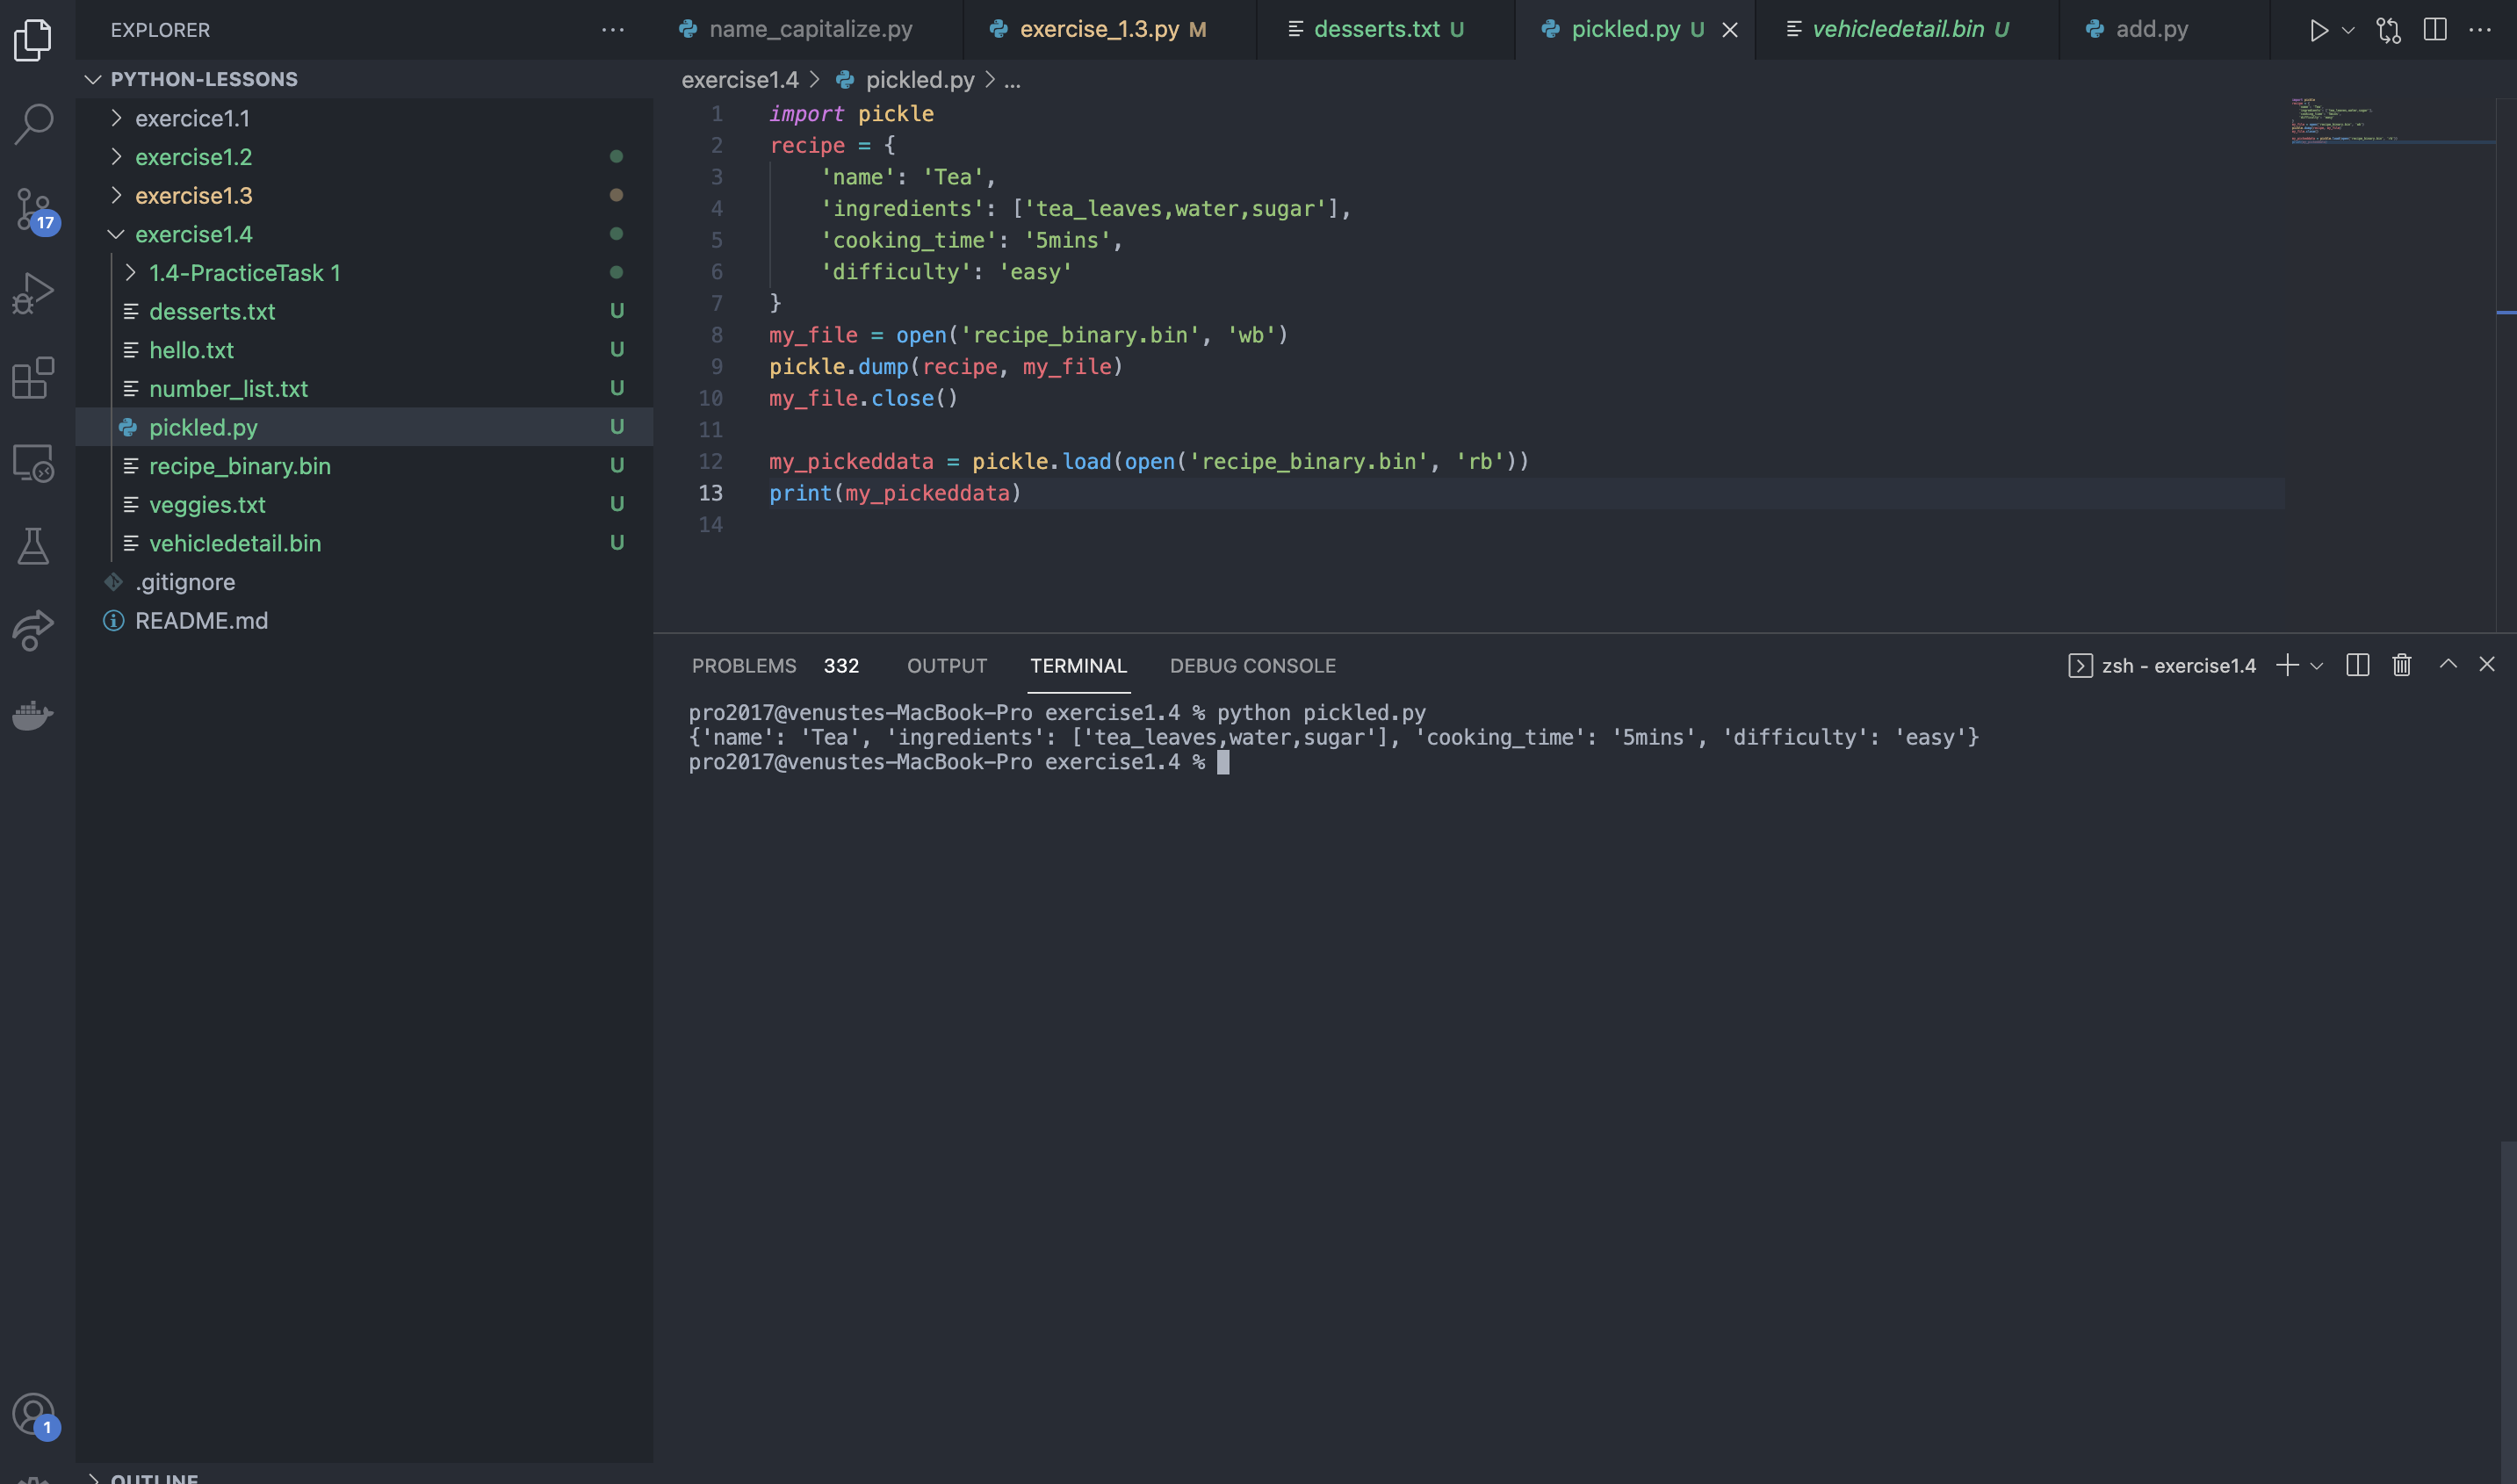 EXPLORER
name_capitalize.py
exercise_1.3.py M
desserts.txt U
pickled.py U
vehicledetail.bin U
add.py
PYTHON-LESSONS
exercice1.1
exercise1.2
exercise1.3
exercise1.4
1.4-PracticeTask 1
desserts.txt U
hello.txt U
number_list.txt U
pickled.py U
recipe_binary.bin U
veggies.txt U
vehicledetail.bin U
.gitignore
README.md
OUTLINE
17
1
exercise1.4 > pickled.py > ...
1 import pickle
2 recipe = {
3     'name': 'Tea',
4     'ingredients': ['tea_leaves,water,sugar'],
5     'cooking_time': '5mins',
6     'difficulty': 'easy'
7 }
8 my_file = open('recipe_binary.bin', 'wb')
9 pickle.dump(recipe, my_file)
10 my_file.close()
11
12 my_pickeddata = pickle.load(open('recipe_binary.bin', 'rb'))
13 print(my_pickeddata)
14
PROBLEMS 332 OUTPUT TERMINAL DEBUG CONSOLE
zsh - exercise1.4
pro2017@venustes-MacBook-Pro exercise1.4 % python pickled.py
{'name': 'Tea', 'ingredients': ['tea_leaves,water,sugar'], 'cooking_time': '5mins', 'difficulty': 'easy'}
pro2017@venustes-MacBook-Pro exercise1.4 %